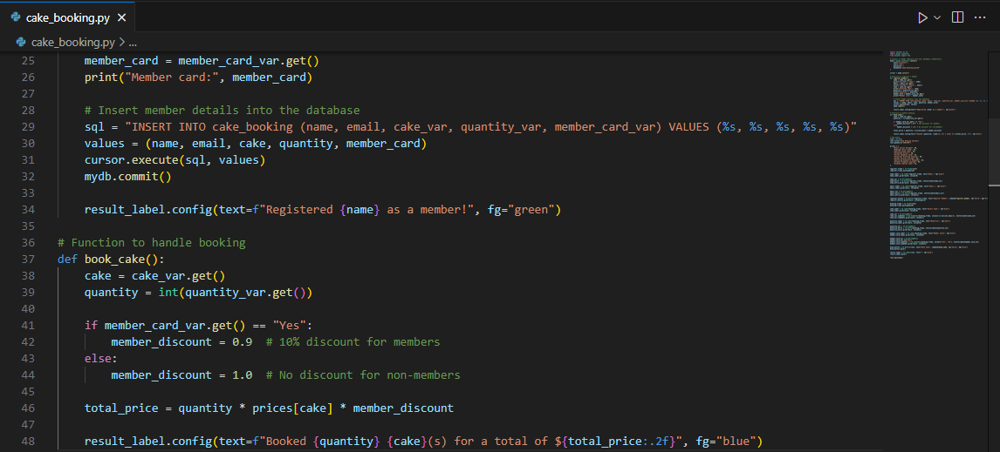 cake_booking.py
cake_booking.py > ...
25 member_card = member_card_var.get()
26 print("Member card:", member_card)
27
28 # Insert member details into the database
29 sql = "INSERT INTO cake_booking (name, email, cake_var, quantity_var, member_card_var) VALUES (%s, %s, %s, %s, %s)"
30 values = (name, email, cake, quantity, member_card)
31 cursor.execute(sql, values)
32 mydb.commit()
33
34 result_label.config(text=f"Registered {name} as a member!", fg="green")
35
36 # Function to handle booking
37 def book_cake():
38 cake = cake_var.get()
39 quantity = int(quantity_var.get())
40
41 if member_card_var.get() == "Yes":
42 member_discount = 0.9  # 10% discount for members
43 else:
44 member_discount = 1.0  # No discount for non-members
45
46 total_price = quantity * prices[cake] * member_discount
47
48 result_label.config(text=f"Booked {quantity} {cake}(s) for a total of ${total_price:.2f}", fg="blue")